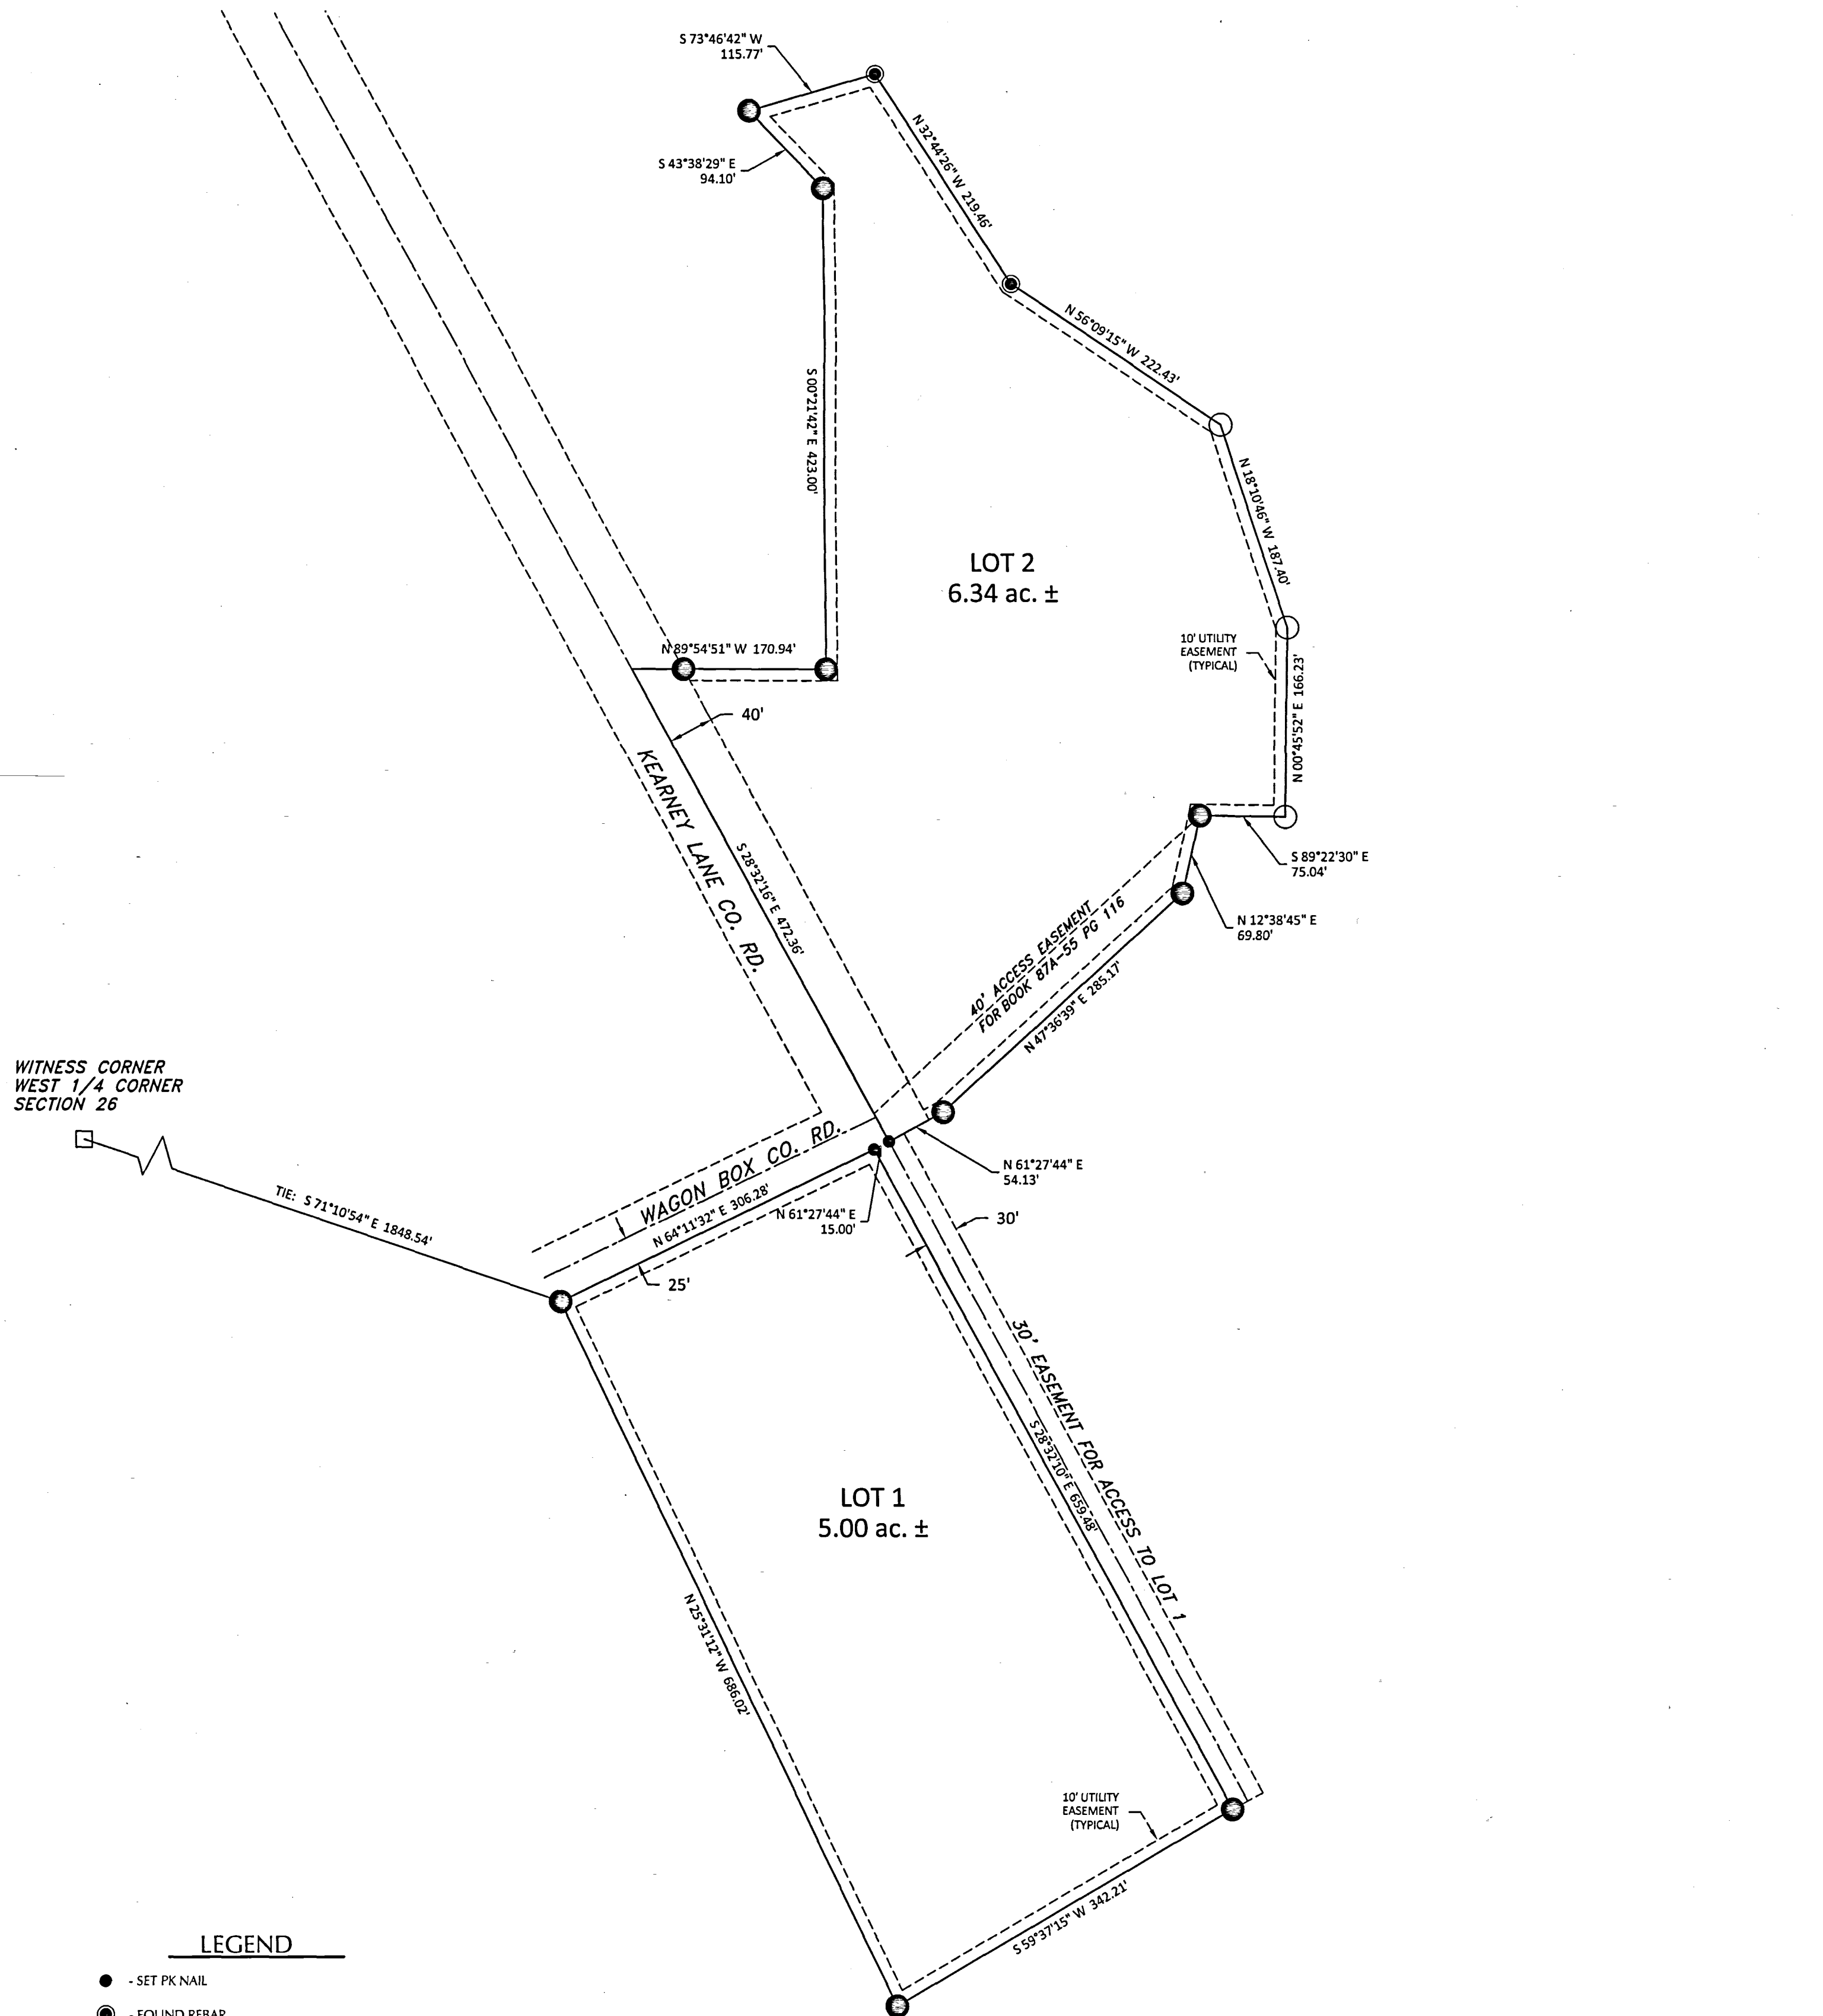 S 73°46'42" W
115.77'
N 32°44'26" W 219.46'
S 43°38'29" E
94.10'
N 56°09'15" W 222.43'
S 00°21'42" E 423.00'
N 18°10'46" W 187.40'
LOT 2
6.34 ac. ±
10' UTILITY
EASEMENT
(TYPICAL)
N 89°54'51" W 170.94'
N 00°45'52" E 166.23'
40'
KEARNEY LANE CO. RD.
S 28°32'16" E 472.36'
S 89°22'30" E
75.04'
N 12°38'45" E
69.80'
40' ACCESS EASEMENT
FOR BOOK 87A-55 PG 116
N 47°36'39" E 285.17'
WITNESS CORNER
WEST 1/4 CORNER
SECTION 26
TIE: S 71°10'54" E 1848.54'
WAGON BOX CO. RD.
N 64°11'32" E 306.28'
N 61°27'44" E
54.13'
N 61°27'44" E
15.00'
30'
25'
30' EASEMENT FOR ACCESS TO LOT 1
S 28°32'10" E 659.48'
LOT 1
5.00 ac. ±
N 25°31'12" W 686.02'
10' UTILITY
EASEMENT
(TYPICAL)
S 59°37'15" W 342.21'
LEGEND
- SET PK NAIL
- FOUND REBAR